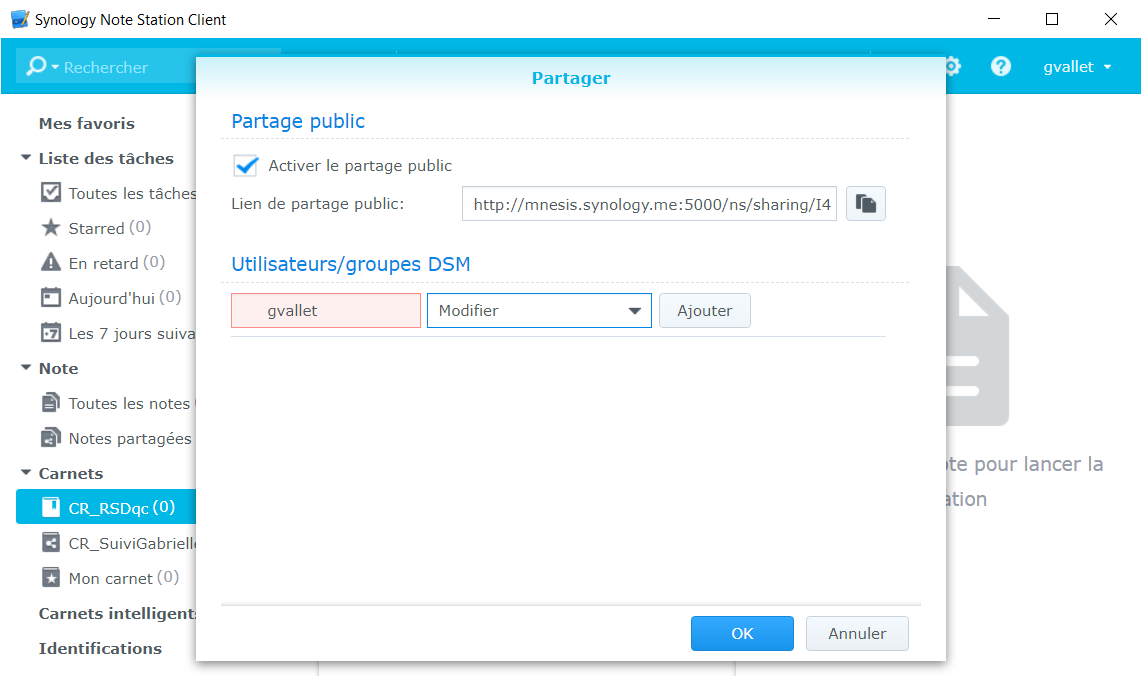 Synology Note Station Client
Rechercher
gvallet
Partager
Mes favoris
Liste des tâches
Toutes les tâches
Starred (0)
En retard (0)
Aujourd'hui (0)
Les 7 jours suiva
Note
Toutes les notes
Notes partagées
Carnets
CR_RSDqc (0)
CR_SuiviGabrielle
Mon carnet (0)
Carnets intelligents
Identifications
Partage public
Activer le partage public
Lien de partage public: http://mnesis.synology.me:5000/ns/sharing/I4
Utilisateurs/groupes DSM
gvallet Modifier Ajouter
OK Annuler
ote pour lancer la
ation